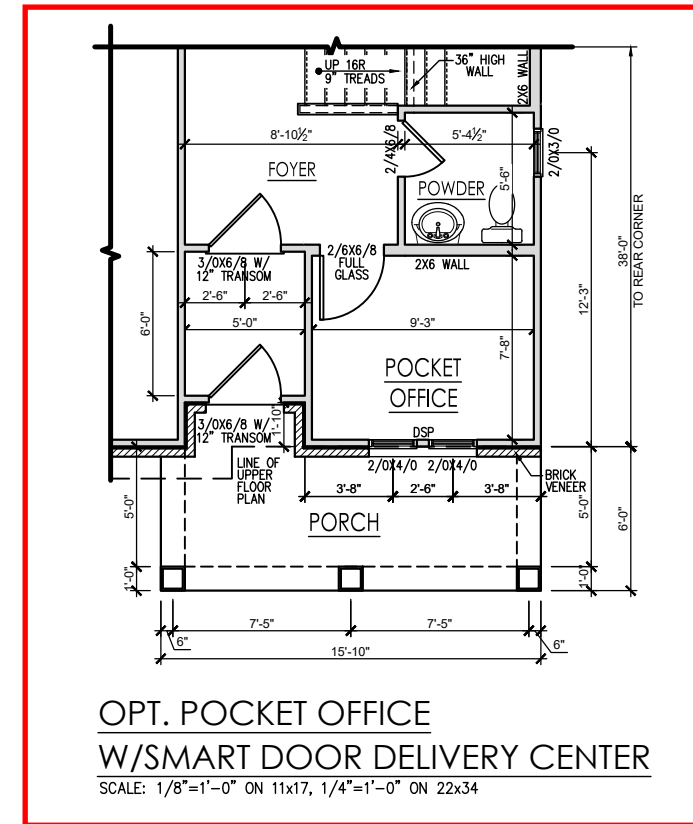 UP 16R
9" TREADS
36" HIGH
WALL
2X6 WALL
8'-10½"
2/4X6/8
5'-4½"
2/0X3/0
FOYER
POWDER
5'-6"
38'-0"
TO REAR CORNER
12'-3"
3/0X6/8 W/
12" TRANSOM
2/6X6/8
FULL
GLASS
2X6 WALL
2'-6"
2'-6"
5'-0"
6'-0"
9'-3"
7'-8"
POCKET
OFFICE
3/0X6/8 W/
12" TRANSOM
1'-10"
DSP
LINE OF
UPPER
FLOOR
PLAN
2/0X4/0
2/0X4/0
BRICK
VENEER
3'-8"
2'-6"
3'-8"
5'-0"
PORCH
5'-0"
6'-0"
1'-0"
1'-0"
7'-5"
7'-5"
6"
6"
15'-10"
OPT. POCKET OFFICE
W/SMART DOOR DELIVERY CENTER
SCALE: 1/8"=1'-0" ON 11x17, 1/4"=1'-0" ON 22x34